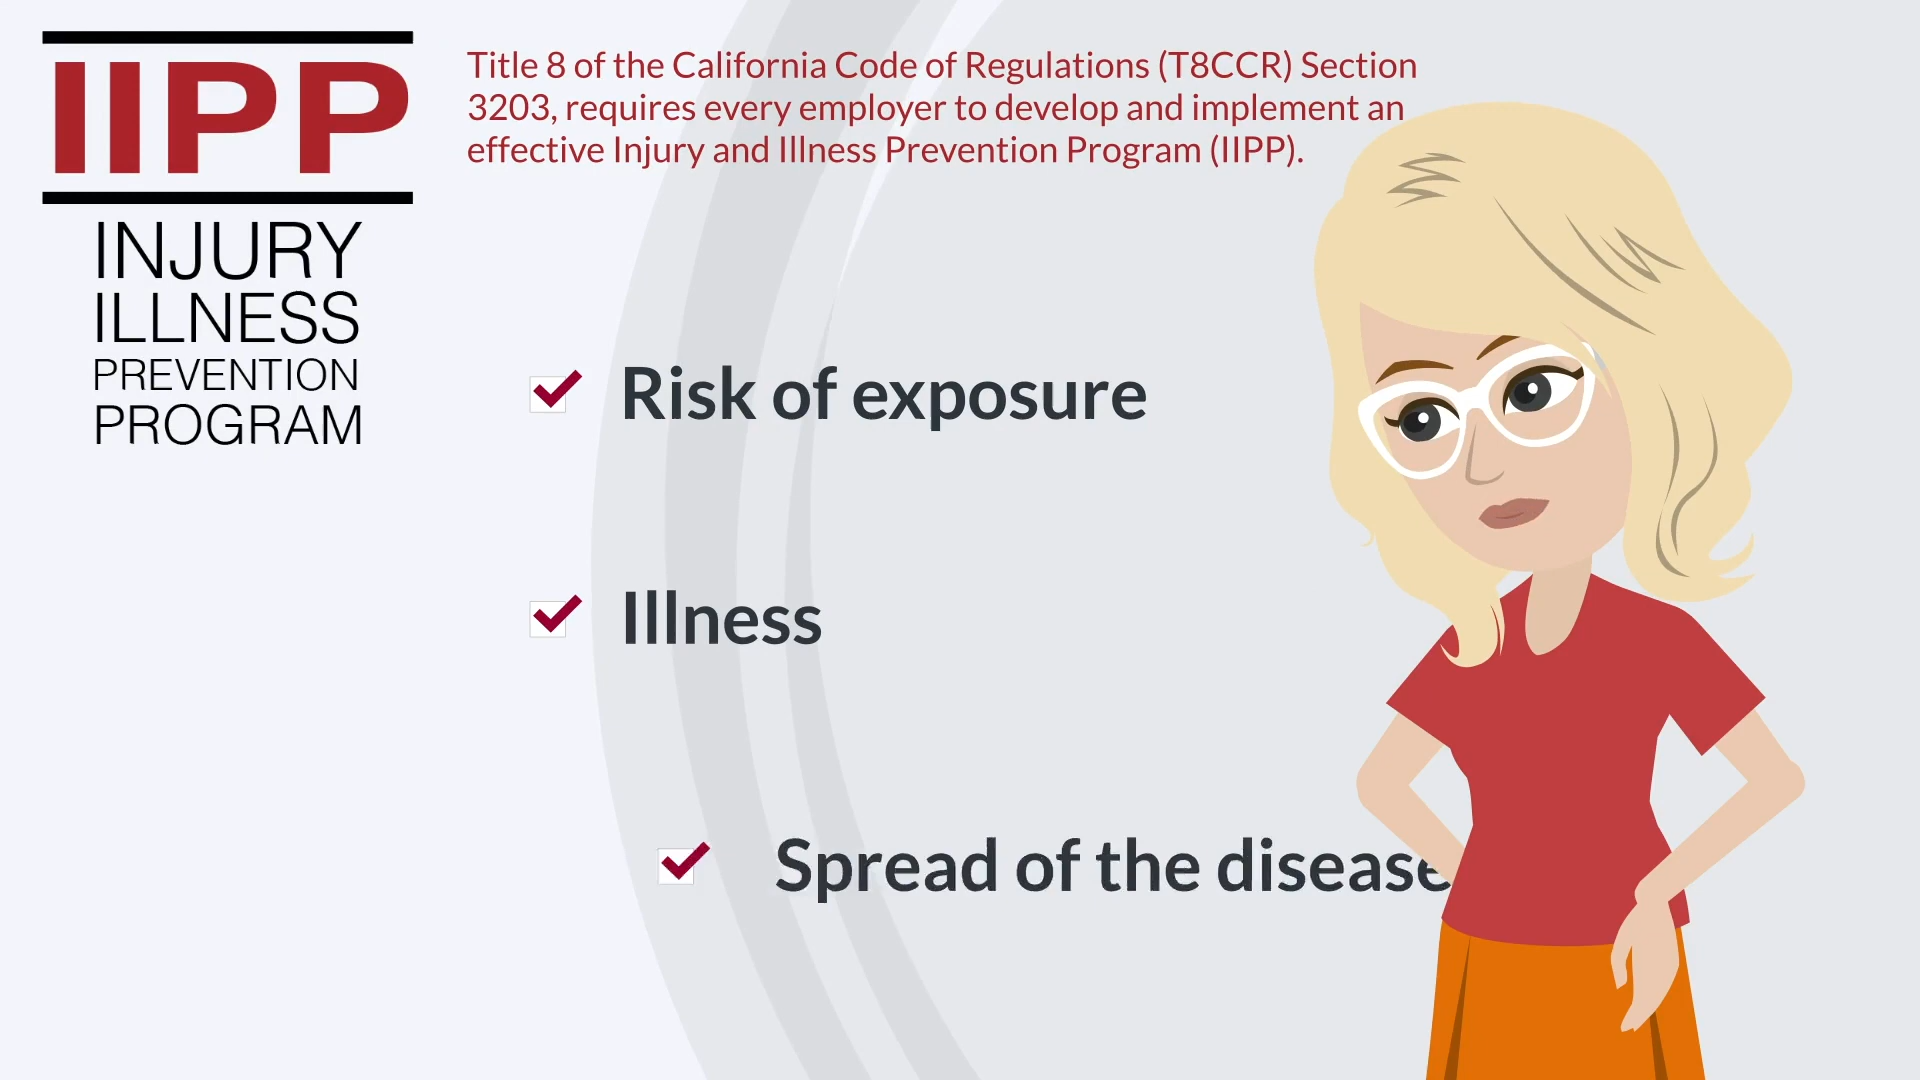 IIPP
INJURY
ILLNESS
PREVENTION
PROGRAM
Title 8 of the California Code of Regulations (T8CCR) Section
3203, requires every employer to develop and implement an
effective Injury and Illness Prevention Program (IIPP).
Risk of exposure
Illness
Spread of the disease